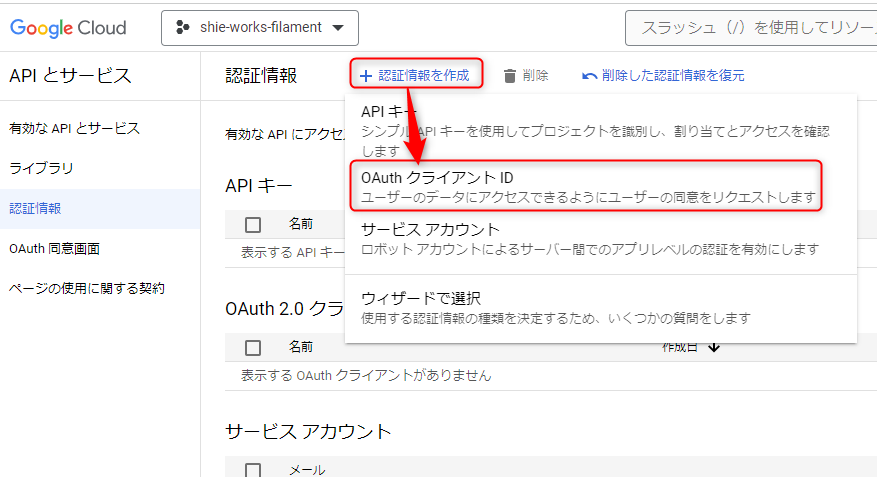 Google Cloud
shie-works-filament
スラッシュ（/）を使用してリソー
API とサービス
認証情報
認証情報を作成
削除
削除した認証情報を復元
有効な API とサービス
ライブラリ
認証情報
OAuth 同意画面
ページの使用に関する契約
有効な API にアクセ
API キー
シンプル API キーを使用してプロジェクトを識別し、割り当てとアクセスを確認
します
OAuth クライアント ID
ユーザーのデータにアクセスできるようにユーザーの同意をリクエストします
サービス アカウント
ロボット アカウントによるサーバー間でのアプリレベルの認証を有効にします
ウィザードで選択
使用する認証情報の種類を決定するため、いくつかの質問をします
API キー
名前
表示する API キー
OAuth 2.0 クラ
名前
作成日
表示する OAuth クライアントがありません
サービス アカウント
メール